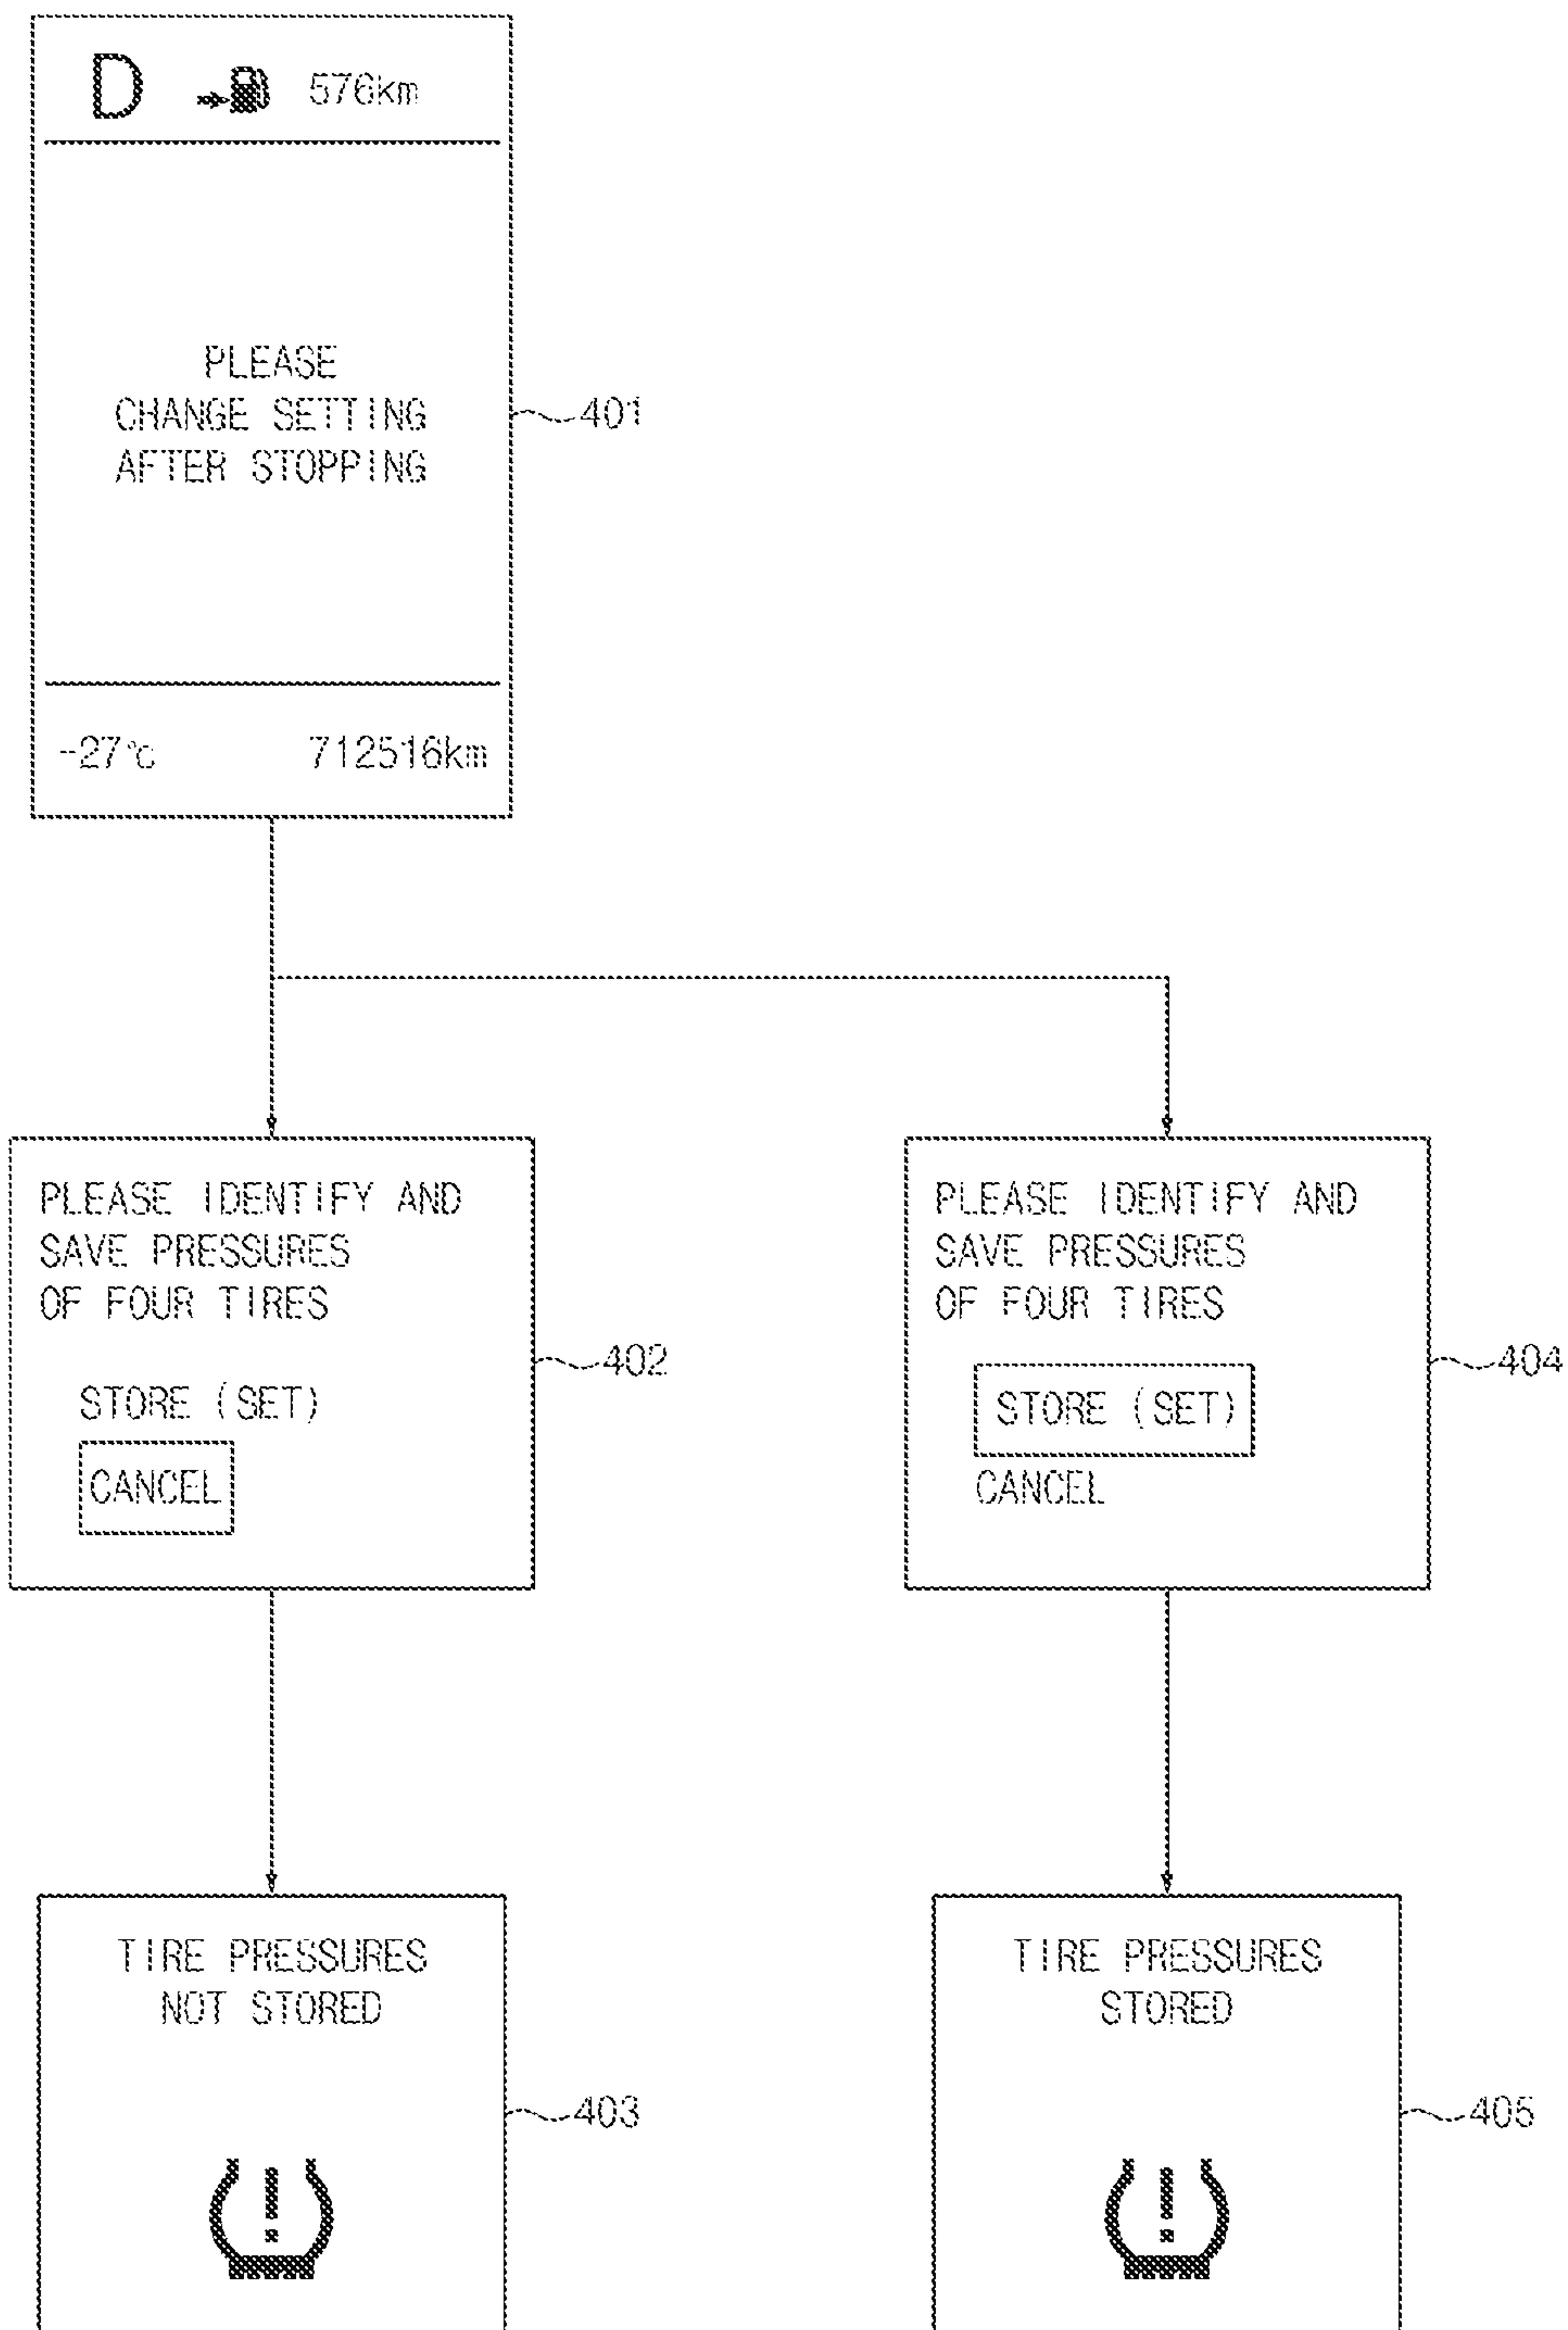 D 576km
PLEASE
CHANGE SETTING
AFTER STOPPING
401
-27℃ 712516km
PLEASE IDENTIFY AND
SAVE PRESSURES
OF FOUR TIRES
STORE (SET)
CANCEL
402
PLEASE IDENTIFY AND
SAVE PRESSURES
OF FOUR TIRES
STORE (SET)
CANCEL
404
TIRE PRESSURES
NOT STORED
403
TIRE PRESSURES
STORED
405